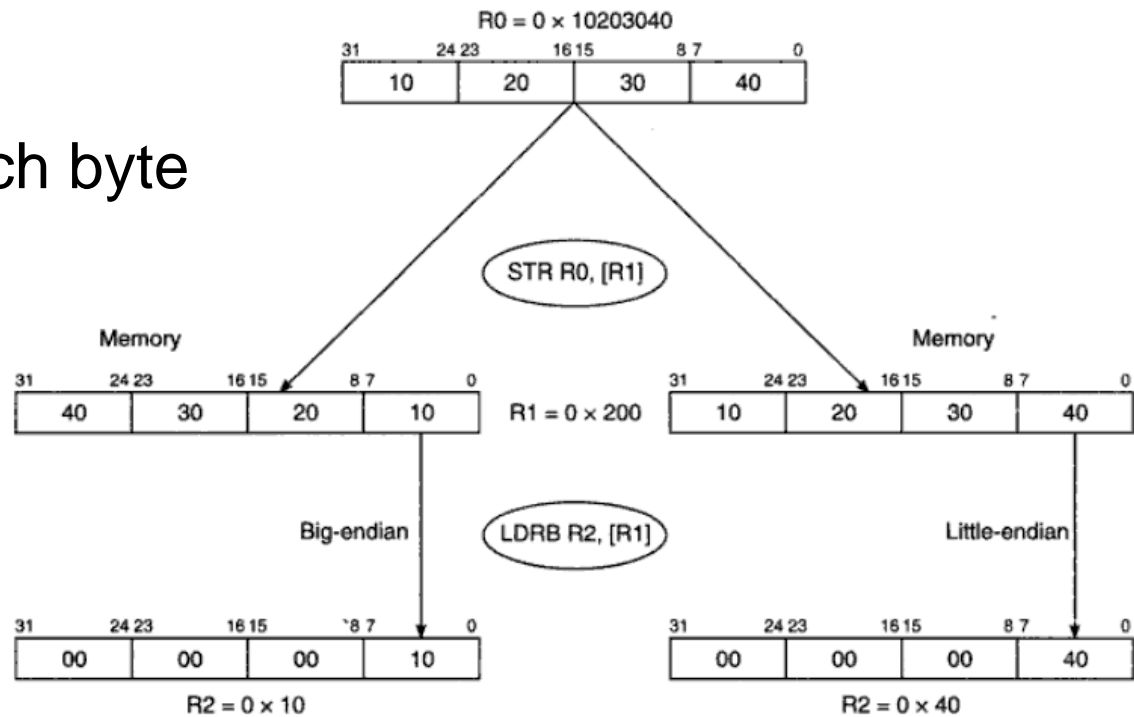 R0 = 0 × 10203040
31 24 23 16 15 8 7 0
10 20 30 40
ch byte
STR R0, [R1]
Memory Memory
31 24 23 16 15 8 7 0 31 24 23 16 15 8 7 0
40 30 20 10 R1 = 0 × 200 10 20 30 40
Big-endian LDRB R2, [R1] Little-endian
31 24 23 16 15 8 7 0 31 24 23 16 15 8 7 0
00 00 00 10 00 00 00 40
R2 = 0 × 10 R2 = 0 × 40